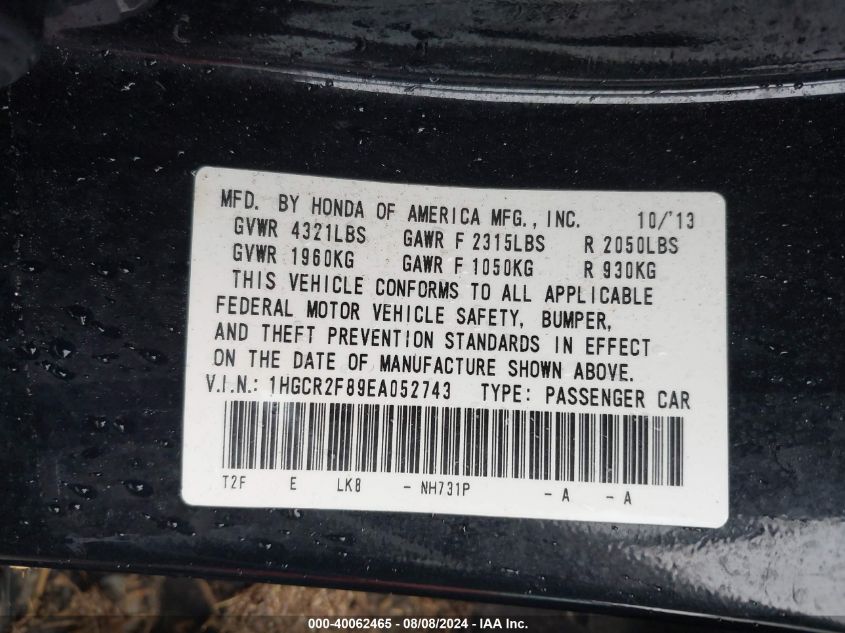 MFD. BY HONDA OF AMERICA MFG., INC. 10/'13
GVWR 4321LBS GAWR F 2315LBS R 2050LBS
GVWR 1960KG GAWR F 1050KG R 930KG
THIS VEHICLE CONFORMS TO ALL APPLICABLE
FEDERAL MOTOR VEHICLE SAFETY, BUMPER,
AND THEFT PREVENTION STANDARDS IN EFFECT
ON THE DATE OF MANUFACTURE SHOWN ABOVE.
V.I.N.: 1HGCR2F89EA052743 TYPE: PASSENGER CAR
T2F E LK8 - NH731P - A - A
000-40062465 - 08/08/2024 - IAA Inc.